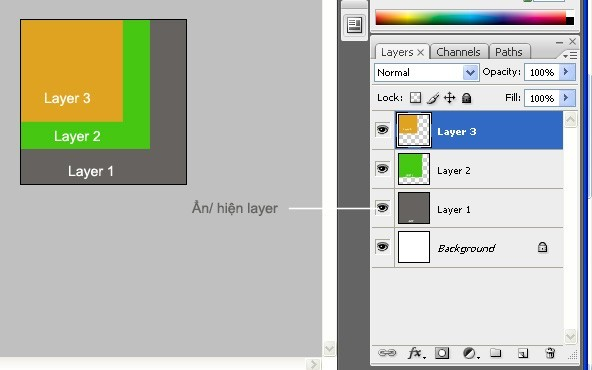 Layer 3
Layer 2
Layer 1
Ẩn/ hiện layer
Layers × Channels Paths
Normal Opacity: 100%
Lock: Fill: 100%
Layer 3
Layer 2
Layer 1
Background
fx